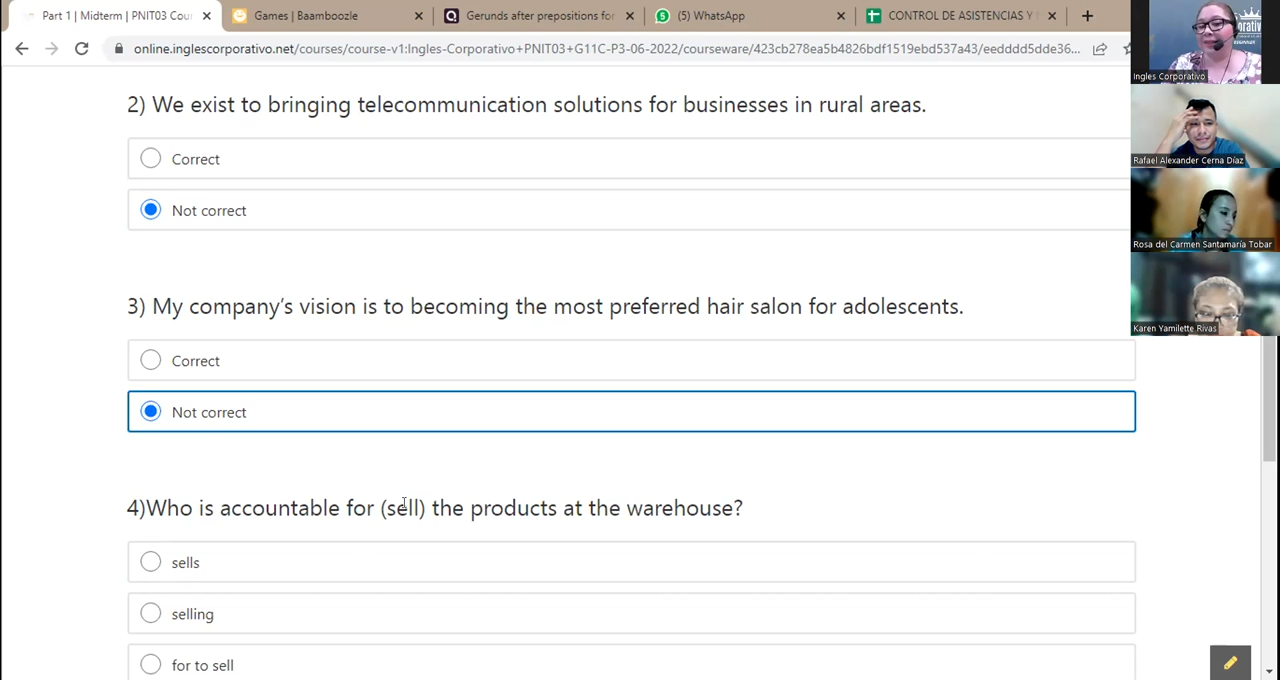 Part 1 | Midterm | PNIT03 Cour
Games | Baamboozle
Gerunds after prepositions for
(5) WhatsApp
CONTROL DE ASISTENCIAS Y
online.inglescorporativo.net/courses/course-v1:Ingles-Corporativo+PNIT03+G11C-P3-06-2022/courseware/423cb278ea5b4826bdf1519ebd537a43/eedddd5dde36...
2) We exist to bringing telecommunication solutions for businesses in rural areas.
Correct
Not correct
3) My company’s vision is to becoming the most preferred hair salon for adolescents.
Correct
Not correct
4)Who is accountable for (sell) the products at the warehouse?
sells
selling
for to sell
Ingles Corporativo
Rafael Alexander Cerna Díaz
Rosa del Carmen Santamaría Tobar
Karen Yamilette Rivas